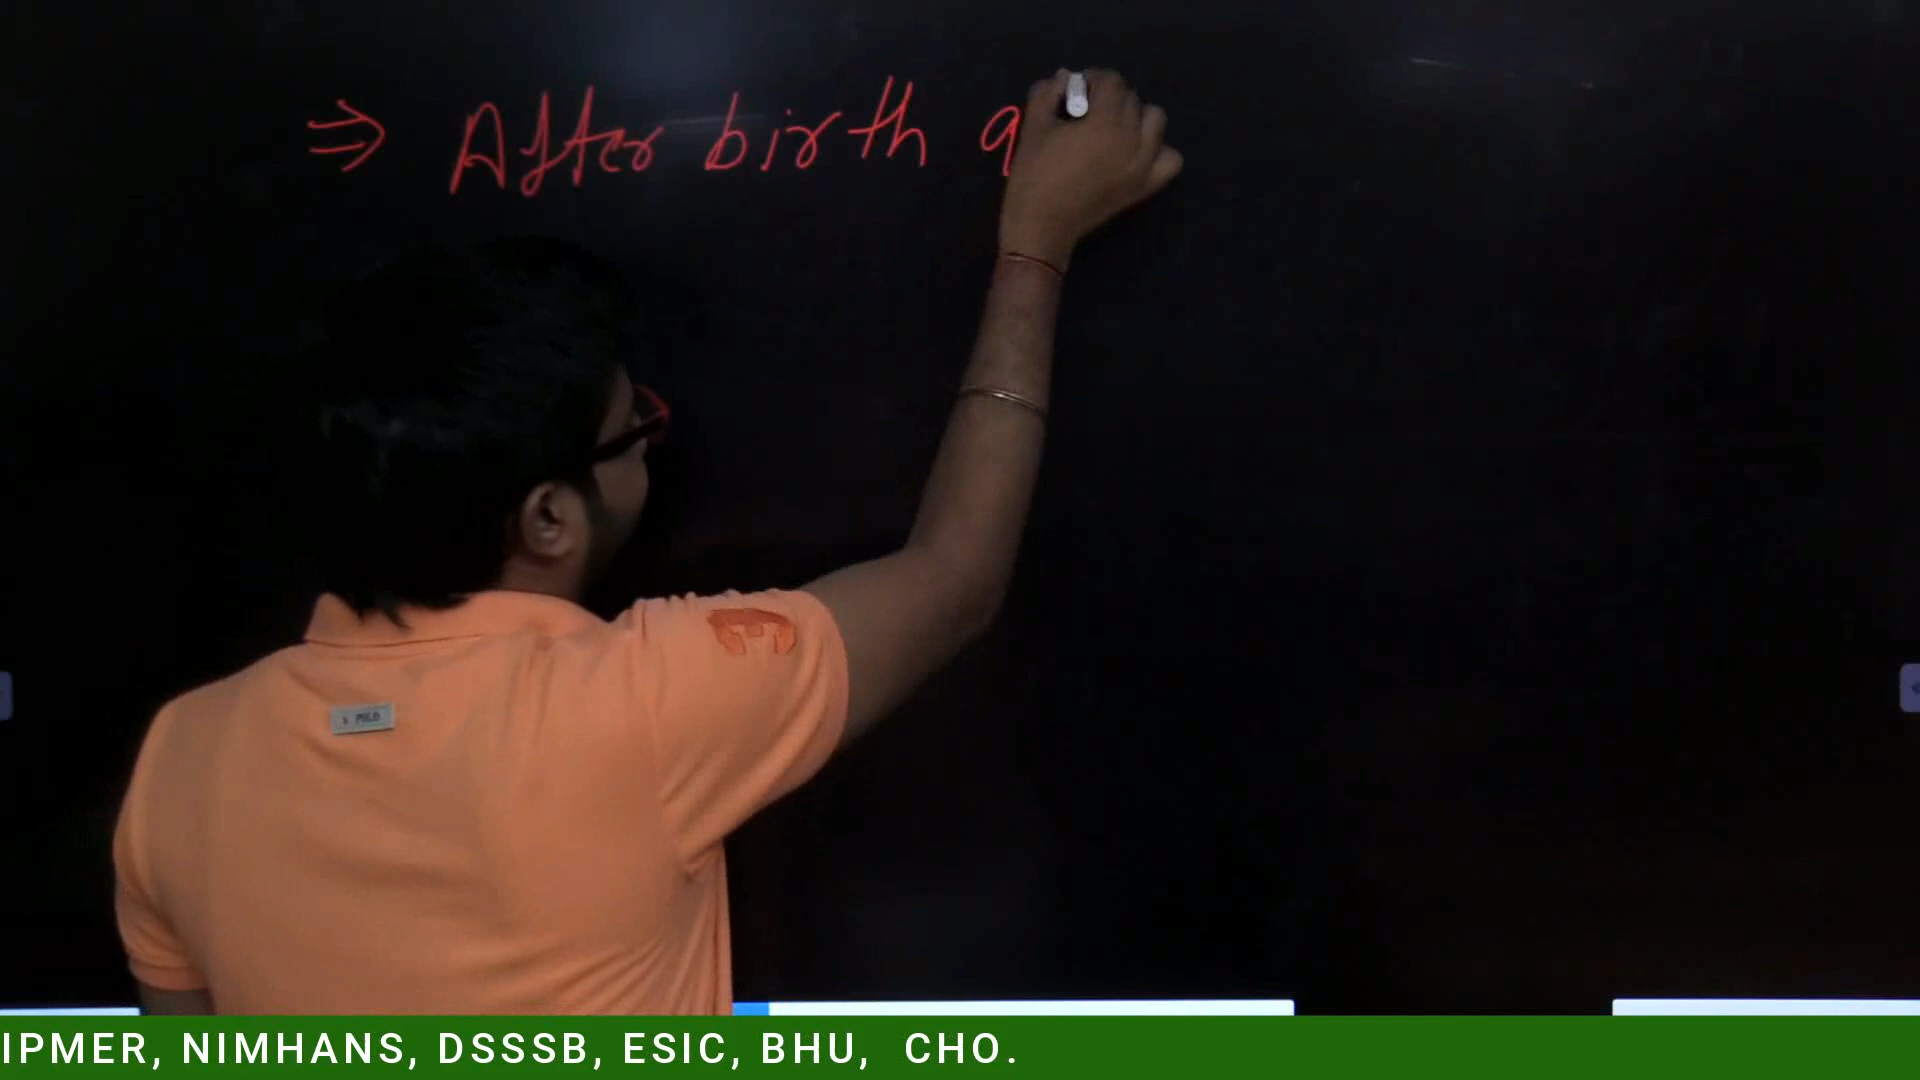 ⇒ After birth
IPMER, NIMHANS, DSSSB, ESIC, BHU, CHO.